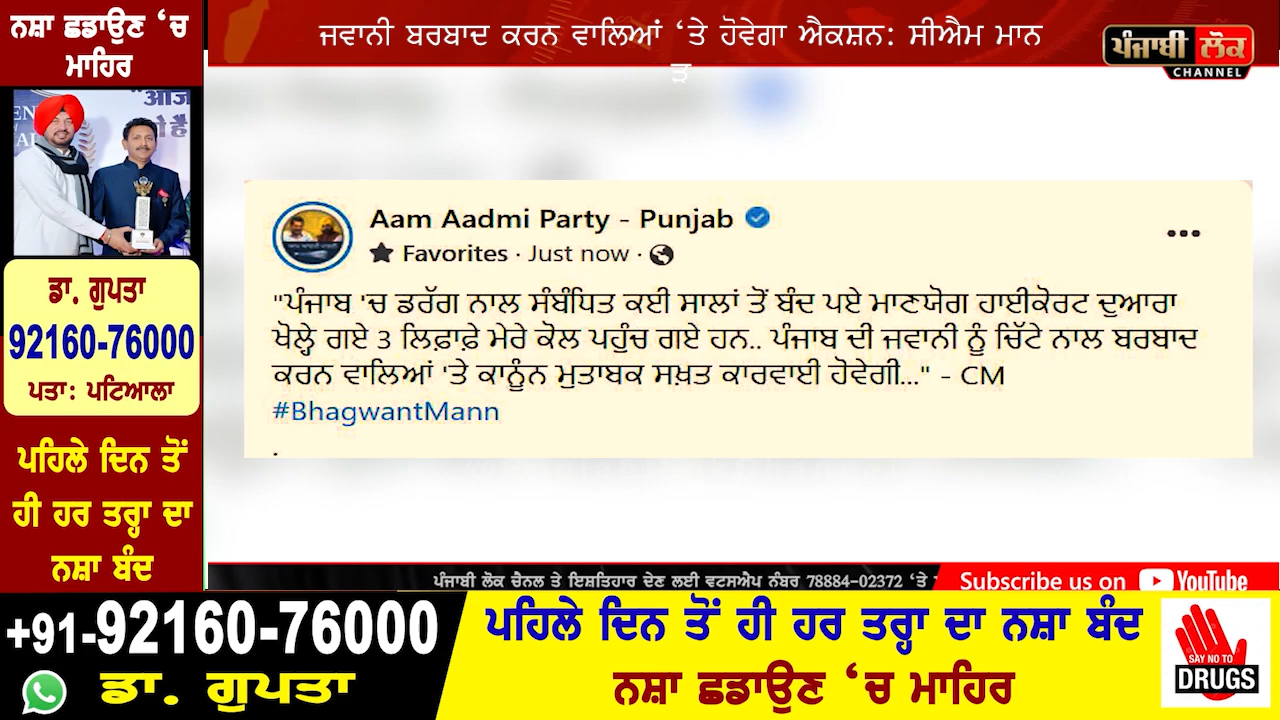 ਨਸ਼ਾ ਛਡਾਉਣ ‘ਚ
ਮਾਹਿਰ
ਡਾ. ਗੁਪਤਾ
92160-76000
ਪਤਾ: ਪਟਿਆਲਾ
ਪਹਿਲੇ ਦਿਨ ਤੋਂ
ਹੀ ਹਰ ਤਰ੍ਹਾ ਦਾ
ਨਸ਼ਾ ਬੰਦ
ਜਵਾਨੀ ਬਰਬਾਦ ਕਰਨ ਵਾਲਿਆਂ ‘ਤੇ ਹੋਵੇਗਾ ਐਕਸ਼ਨ: ਸੀਐਮ ਮਾਨ
ੜ
ਪੰਜਾਬੀ ਲੋਕ
CHANNEL
Aam Aadmi Party - Punjab
Favorites · Just now ·
"ਪੰਜਾਬ 'ਚ ਡਰੱਗ ਨਾਲ ਸੰਬੰਧਿਤ ਕਈ ਸਾਲਾਂ ਤੋਂ ਬੰਦ ਪਏ ਮਾਣਯੋਗ ਹਾਈਕੋਰਟ ਦੁਆਰਾ
ਖੋਲ੍ਹੇ ਗਏ 3 ਲਿਫ਼ਾਫ਼ੇ ਮੇਰੇ ਕੋਲ ਪਹੁੰਚ ਗਏ ਹਨ.. ਪੰਜਾਬ ਦੀ ਜਵਾਨੀ ਨੂੰ ਚਿੱਟੇ ਨਾਲ ਬਰਬਾਦ
ਕਰਨ ਵਾਲਿਆਂ 'ਤੇ ਕਾਨੂੰਨ ਮੁਤਾਬਕ ਸਖ਼ਤ ਕਾਰਵਾਈ ਹੋਵੇਗੀ..." - CM
#BhagwantMann
.
ਪੰਜਾਬੀ ਲੋਕ ਚੈਨਲ ਤੇ ਇਸ਼ਤਿਹਾਰ ਦੇਣ ਲਈ ਵਟਸਐਪ ਨੰਬਰ 78884-02372 ‘ਤੇ
Subscribe us on YouTube
+91-92160-76000
ਡਾ. ਗੁਪਤਾ
ਪਹਿਲੇ ਦਿਨ ਤੋਂ ਹੀ ਹਰ ਤਰ੍ਹਾ ਦਾ ਨਸ਼ਾ ਬੰਦ
ਨਸ਼ਾ ਛਡਾਉਣ ‘ਚ ਮਾਹਿਰ
SAY NO TO
DRUGS